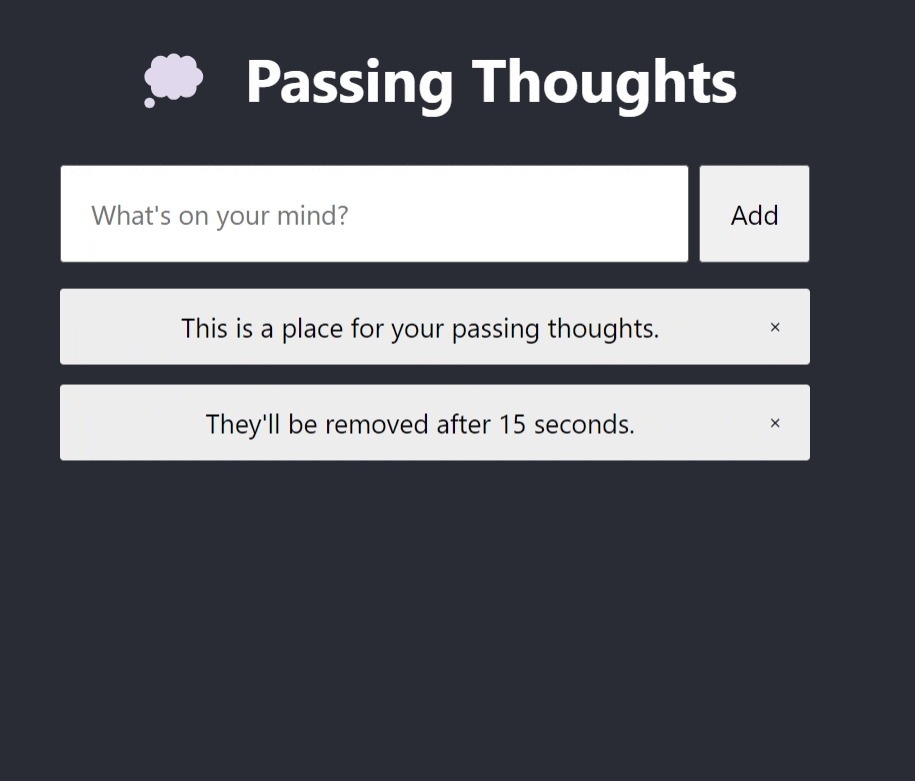 Passing Thoughts
What's on your mind?
Add
This is a place for your passing thoughts.
×
They'll be removed after 15 seconds.
×